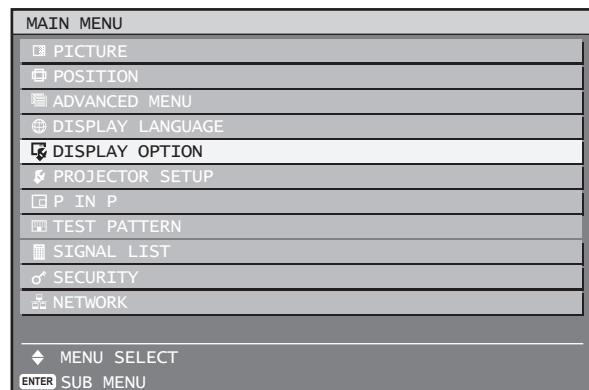 MAIN MENU
PICTURE
POSITION
ADVANCED MENU
DISPLAY LANGUAGE
DISPLAY OPTION
PROJECTOR SETUP
P IN P
TEST PATTERN
SIGNAL LIST
SECURITY
NETWORK
MENU SELECT
ENTER SUB MENU